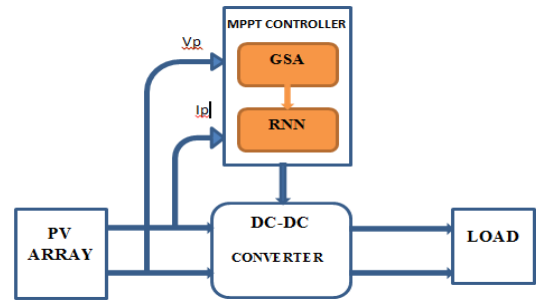 MPPT CONTROLLER
Vp
GSA
Ip
RNN
PV
ARRAY
DC-DC
CONVERTER
LOAD